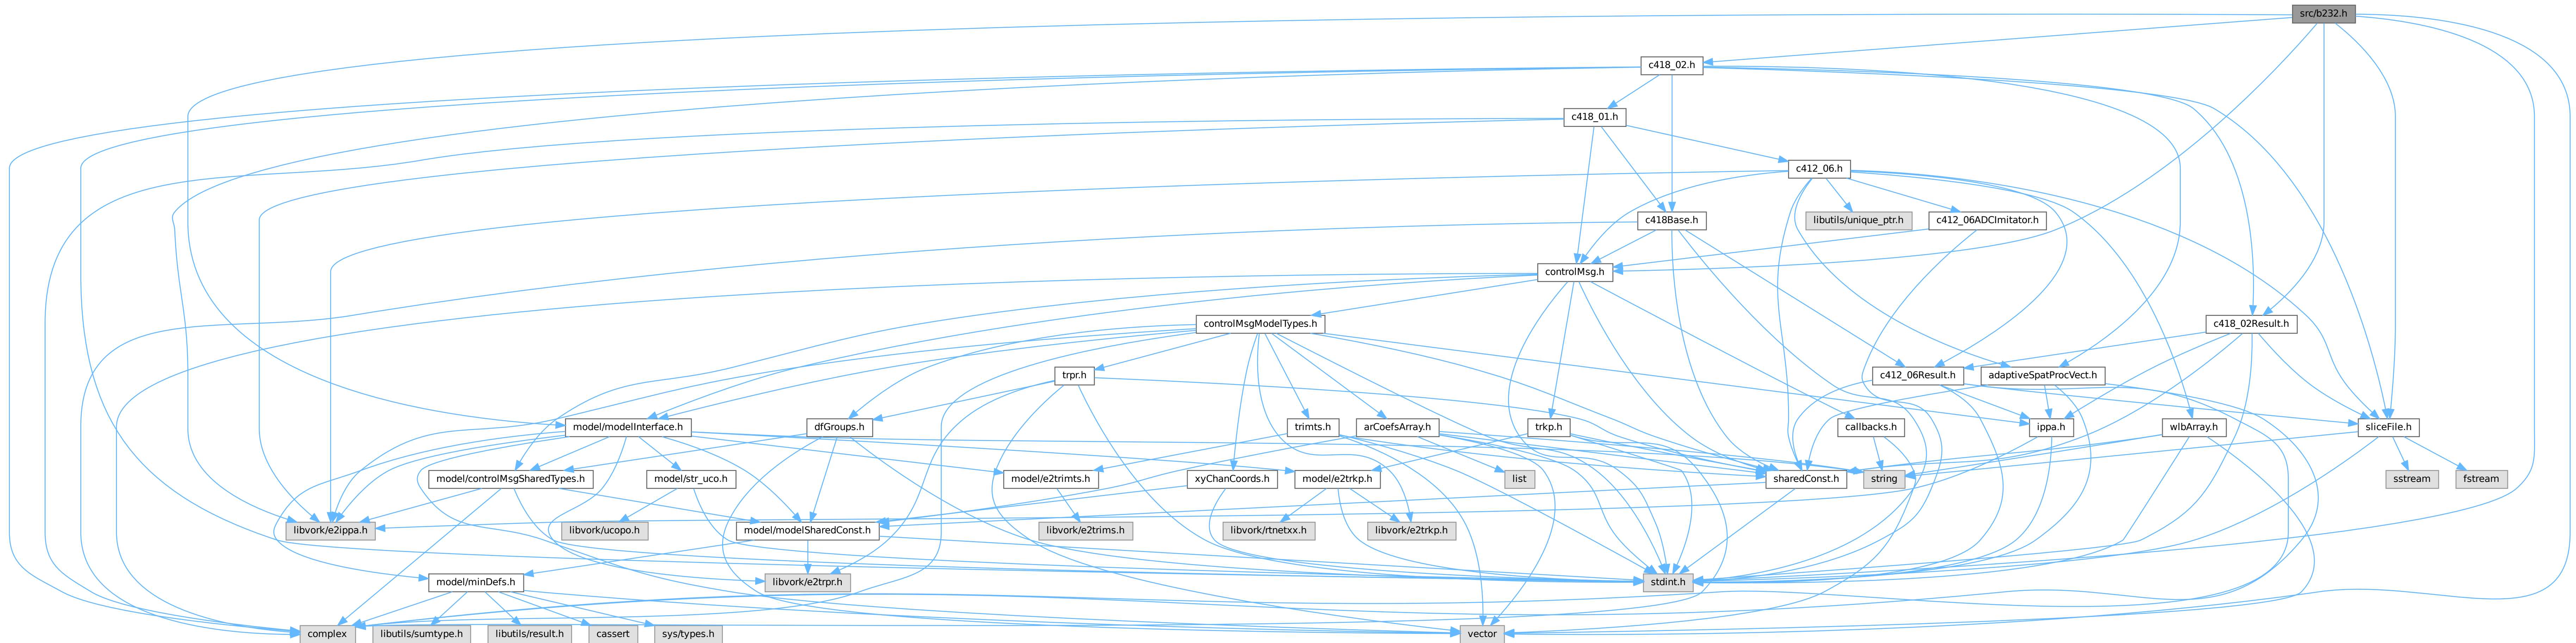 src/b232.h
c418_02.h
c418_01.h
c412_06.h
c418Base.h
libutils/unique_ptr.h
c412_06ADCImitator.h
controlMsg.h
controlMsgModelTypes.h
c418_02Result.h
trpr.h
c412_06Result.h
adaptiveSpatProcVect.h
model/modelInterface.h
dfGroups.h
trimts.h
arCoefsArray.h
trkp.h
callbacks.h
ippa.h
wlbArray.h
sliceFile.h
model/controlMsgSharedTypes.h
model/str_uco.h
model/e2trimts.h
xyChanCoords.h
model/e2trkp.h
list
sharedConst.h
string
sstream
fstream
libvork/e2ippa.h
libvork/ucopo.h
model/modelSharedConst.h
libvork/e2trims.h
libvork/rtnetxx.h
libvork/e2trkp.h
model/minDefs.h
libvork/e2trpr.h
stdint.h
complex
libutils/sumtype.h
libutils/result.h
cassert
sys/types.h
vector